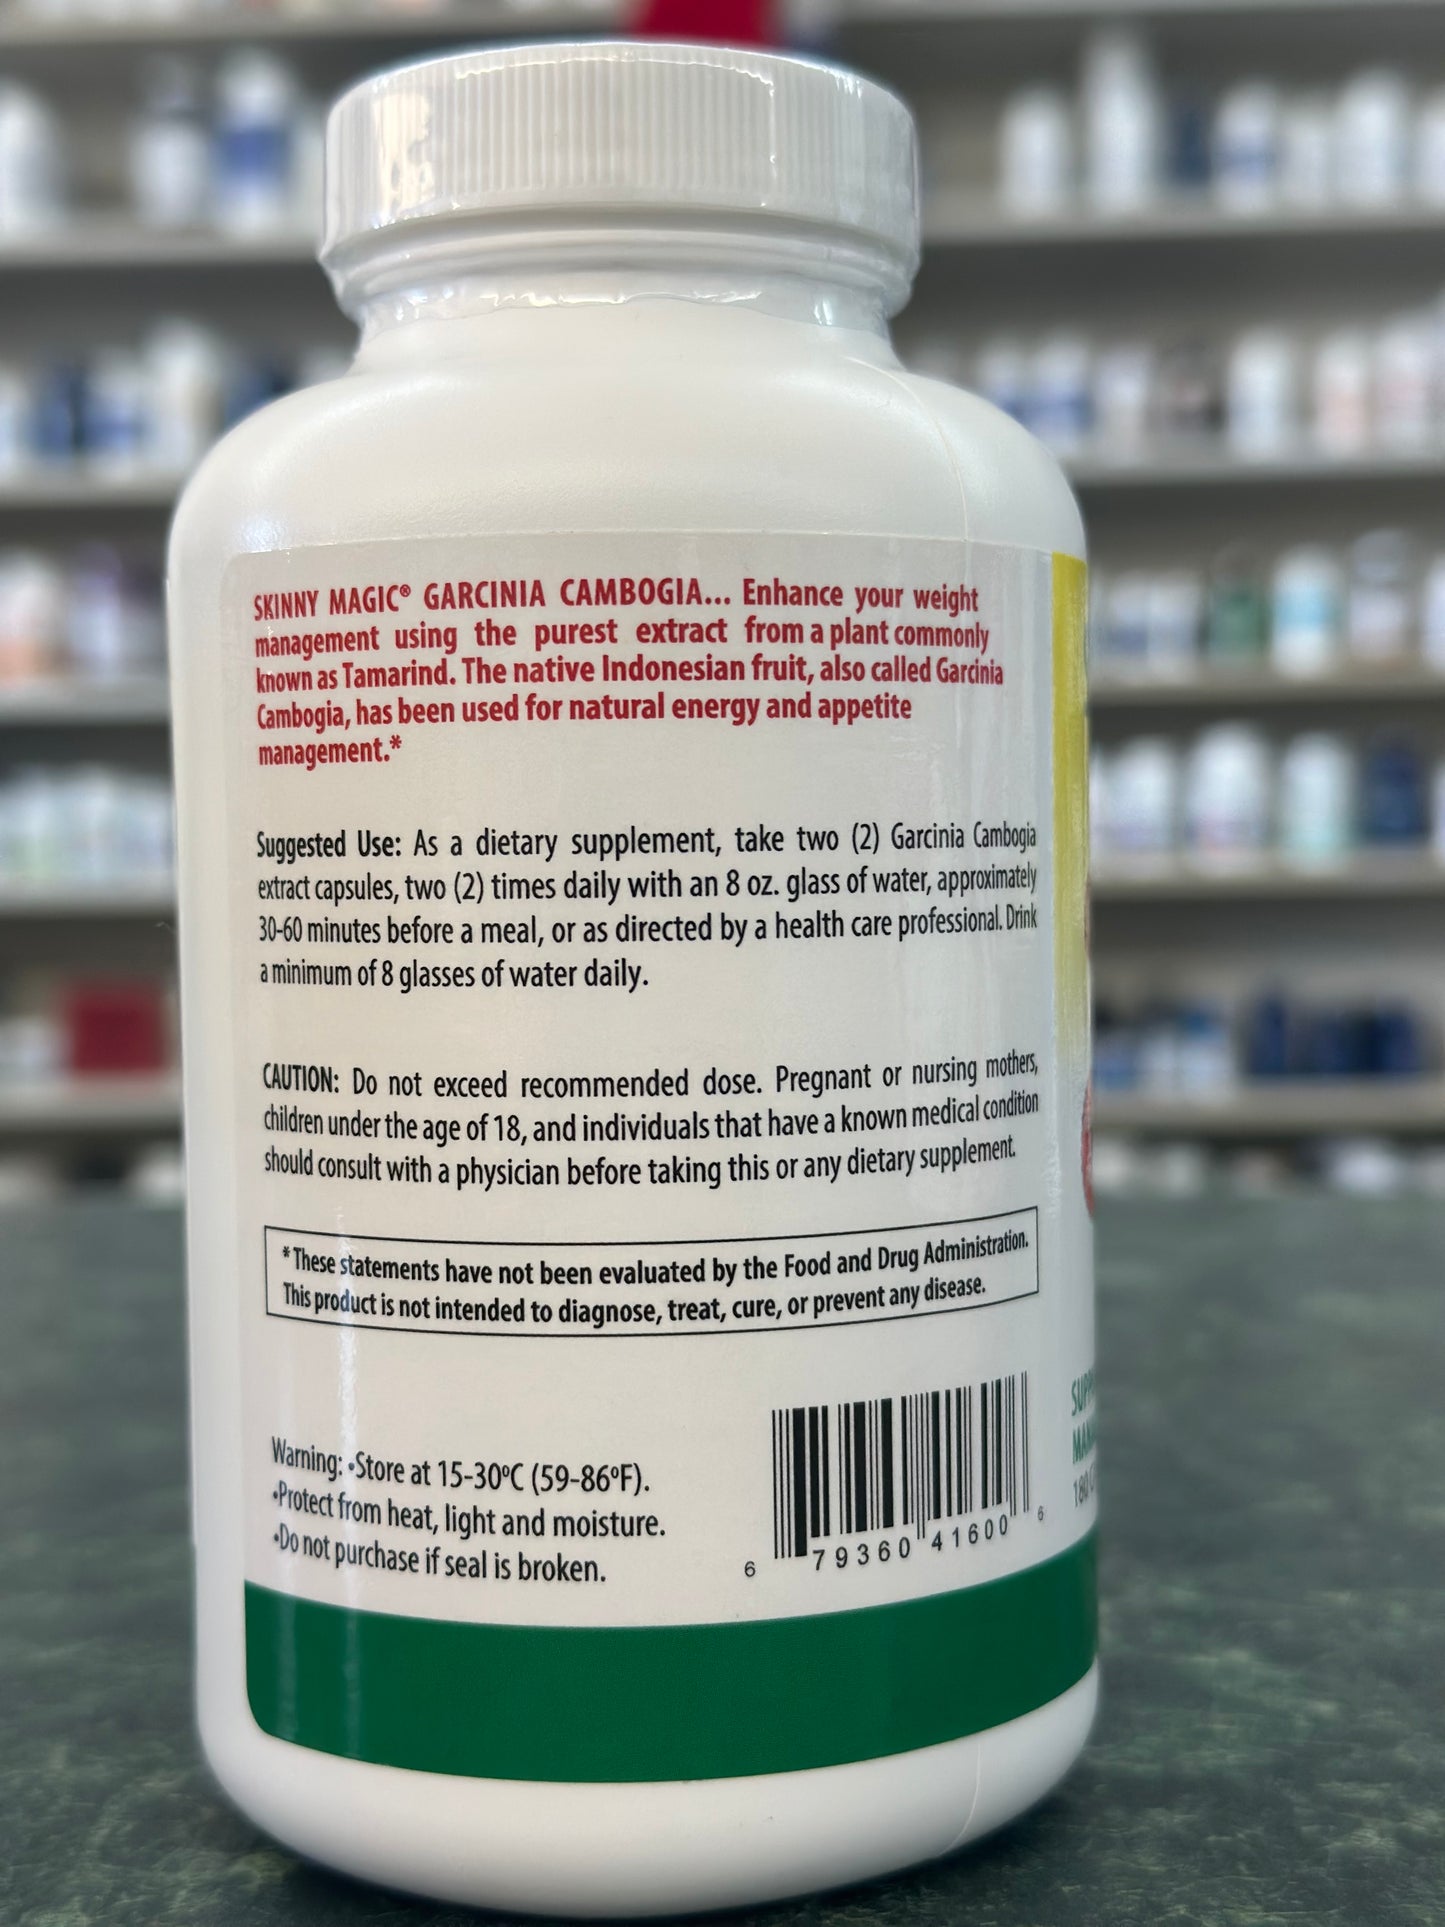 SKINNY MAGIC® GARCINIA CAMBOGIA... Enhance your weight
management using the purest extract from a plant commonly
known as Tamarind. The native Indonesian fruit, also called Garcinia
Cambogia, has been used for natural energy and appetite
management.*
Suggested Use: As a dietary supplement, take two (2) Garcinia Cambogia
extract capsules, two (2) times daily with an 8 oz. glass of water, approximately
30-60 minutes before a meal, or as directed by a health care professional. Drink
a minimum of 8 glasses of water daily.
CAUTION: Do not exceed recommended dose. Pregnant or nursing mothers,
children under the age of 18, and individuals that have a known medical condition
should consult with a physician before taking this or any dietary supplement.
*These statements have not been evaluated by the Food and Drug Administration.
This product is not intended to diagnose, treat, cure, or prevent any disease.
Warning: •Store at 15-30ºC (59-86ºF).
•Protect from heat, light and moisture.
•Do not purchase if seal is broken.
6 79360 41600 6
180